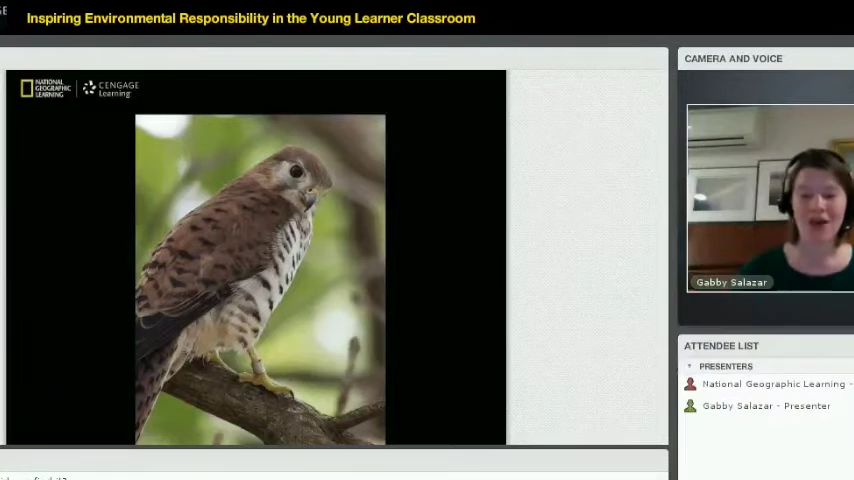 Inspiring Environmental Responsibility in the Young Learner Classroom
NATIONAL
GEOGRAPHIC
LEARNING
CENGAGE
Learning
CAMERA AND VOICE
Gabby Salazar
ATTENDEE LIST
PRESENTERS
National Geographic Learning -
Gabby Salazar - Presenter